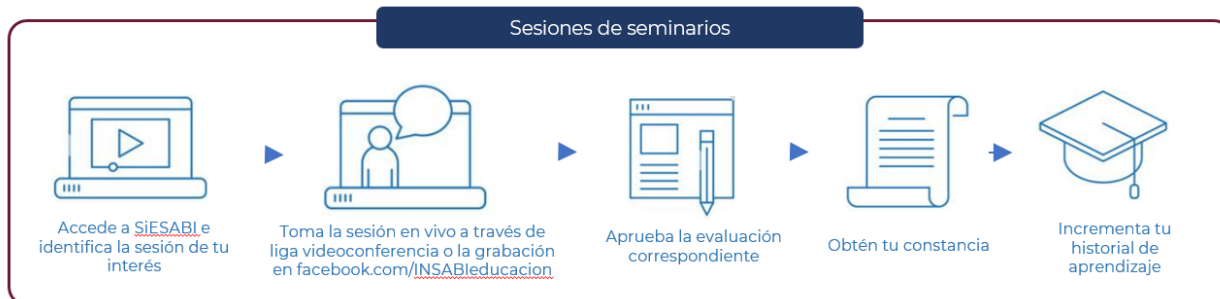 Sesiones de seminarios
Accede a SiESABI e
identifica la sesión de tu
interés
Toma la sesión en vivo a través de
liga videoconferencia o la grabación
en facebook.com/INSABIeducacion
Aprueba la evaluación
correspondiente
Obtén tu constancia
Incrementa tu
historial de
aprendizaje